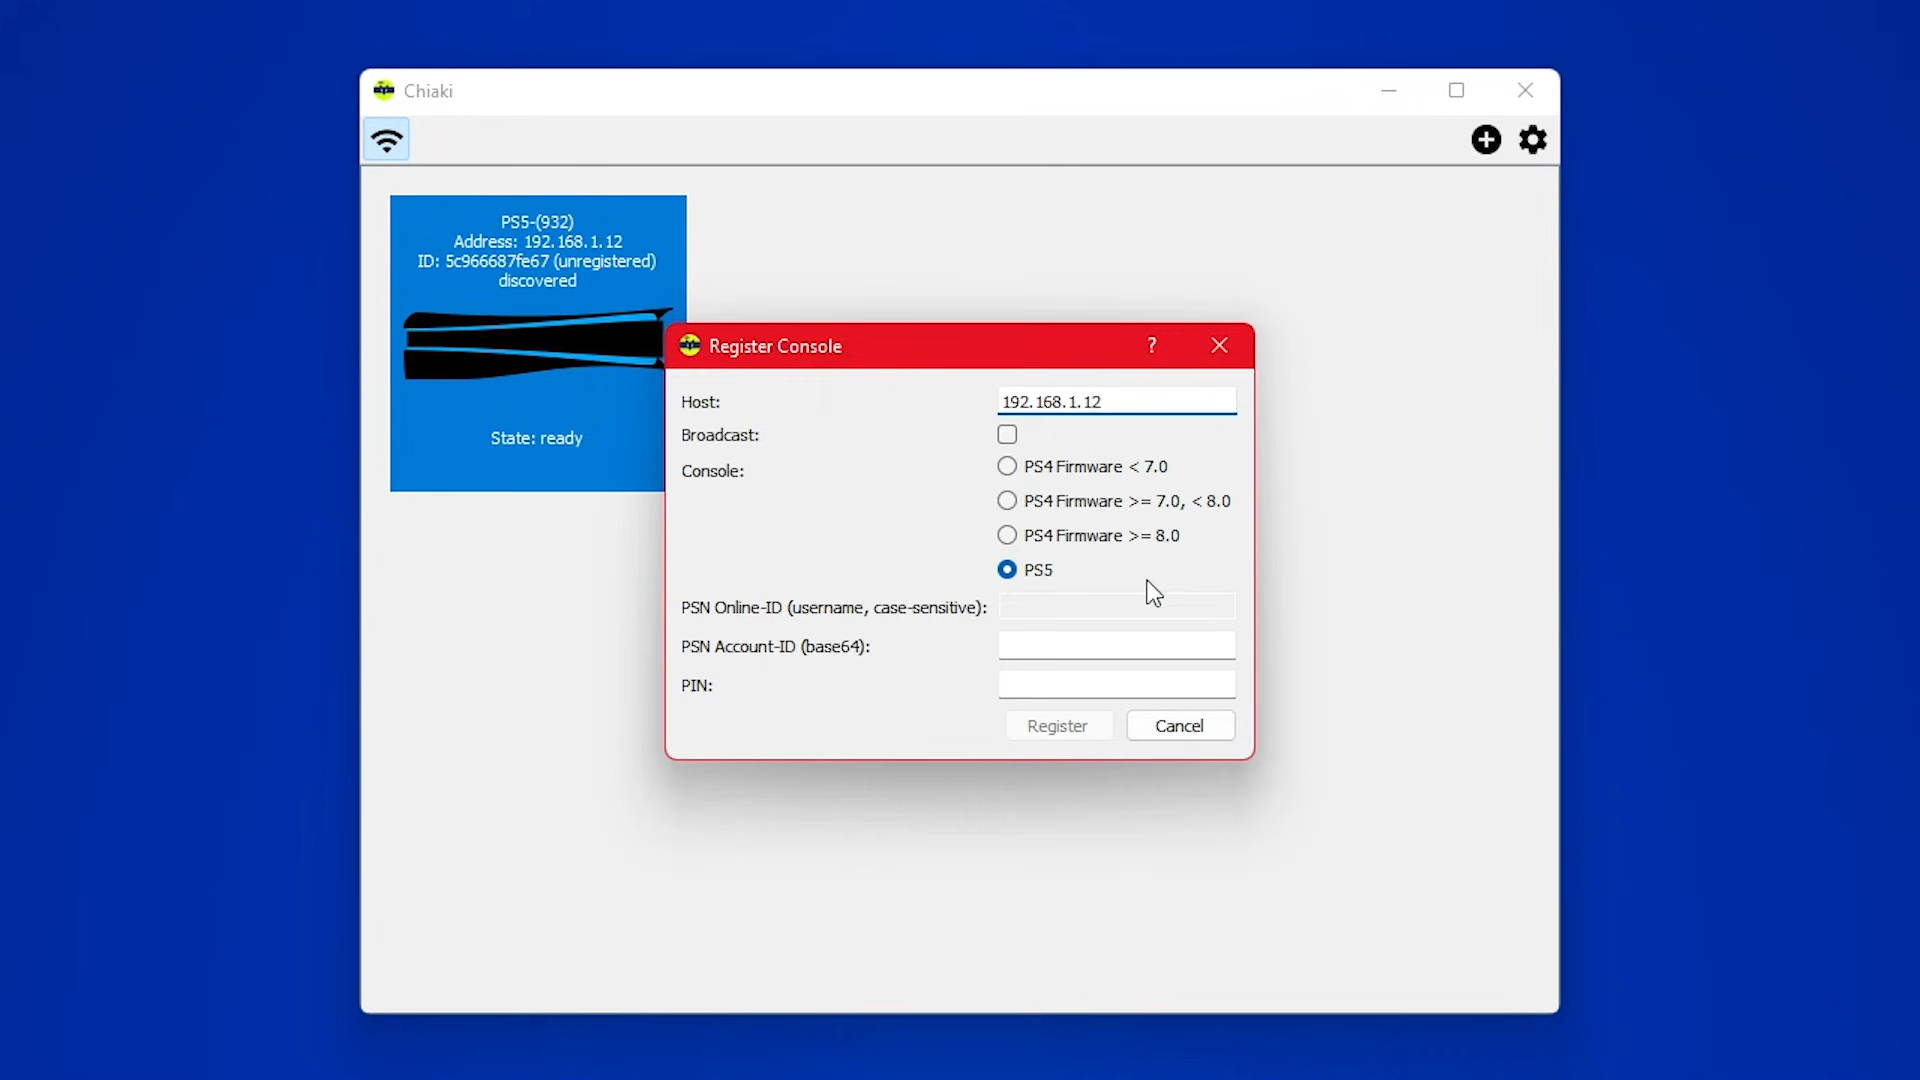 Chiaki
PS5-(932)
Address: 192.168.1.12
ID: 5c966687fe67 (unregistered)
discovered
State: ready
Register Console
?
Host:
192.168.1.12
Broadcast:
Console:
PS4 Firmware < 7.0
PS4 Firmware >= 7.0, < 8.0
PS4 Firmware >= 8.0
PS5
PSN Online-ID (username, case-sensitive):
PSN Account-ID (base64):
PIN:
Register
Cancel